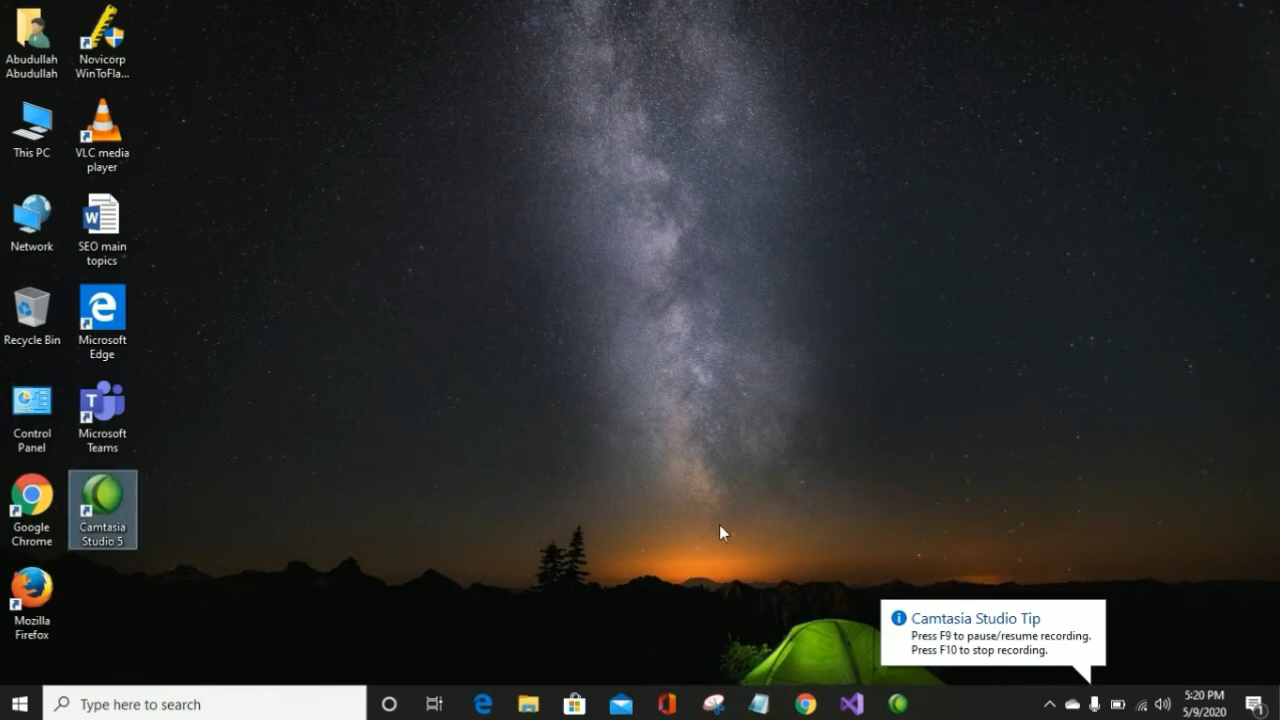 Abudullah
Abudullah
Novicorp
WinToFla...
This PC
VLC media
player
Network
SEO main
topics
Recycle Bin
Microsoft
Edge
Control
Panel
Microsoft
Teams
Google
Chrome
Camtasia
Studio 5
Mozilla
Firefox
Camtasia Studio Tip
Press F9 to pause/resume recording.
Press F10 to stop recording.
Type here to search
5:20 PM
5/9/2020
1